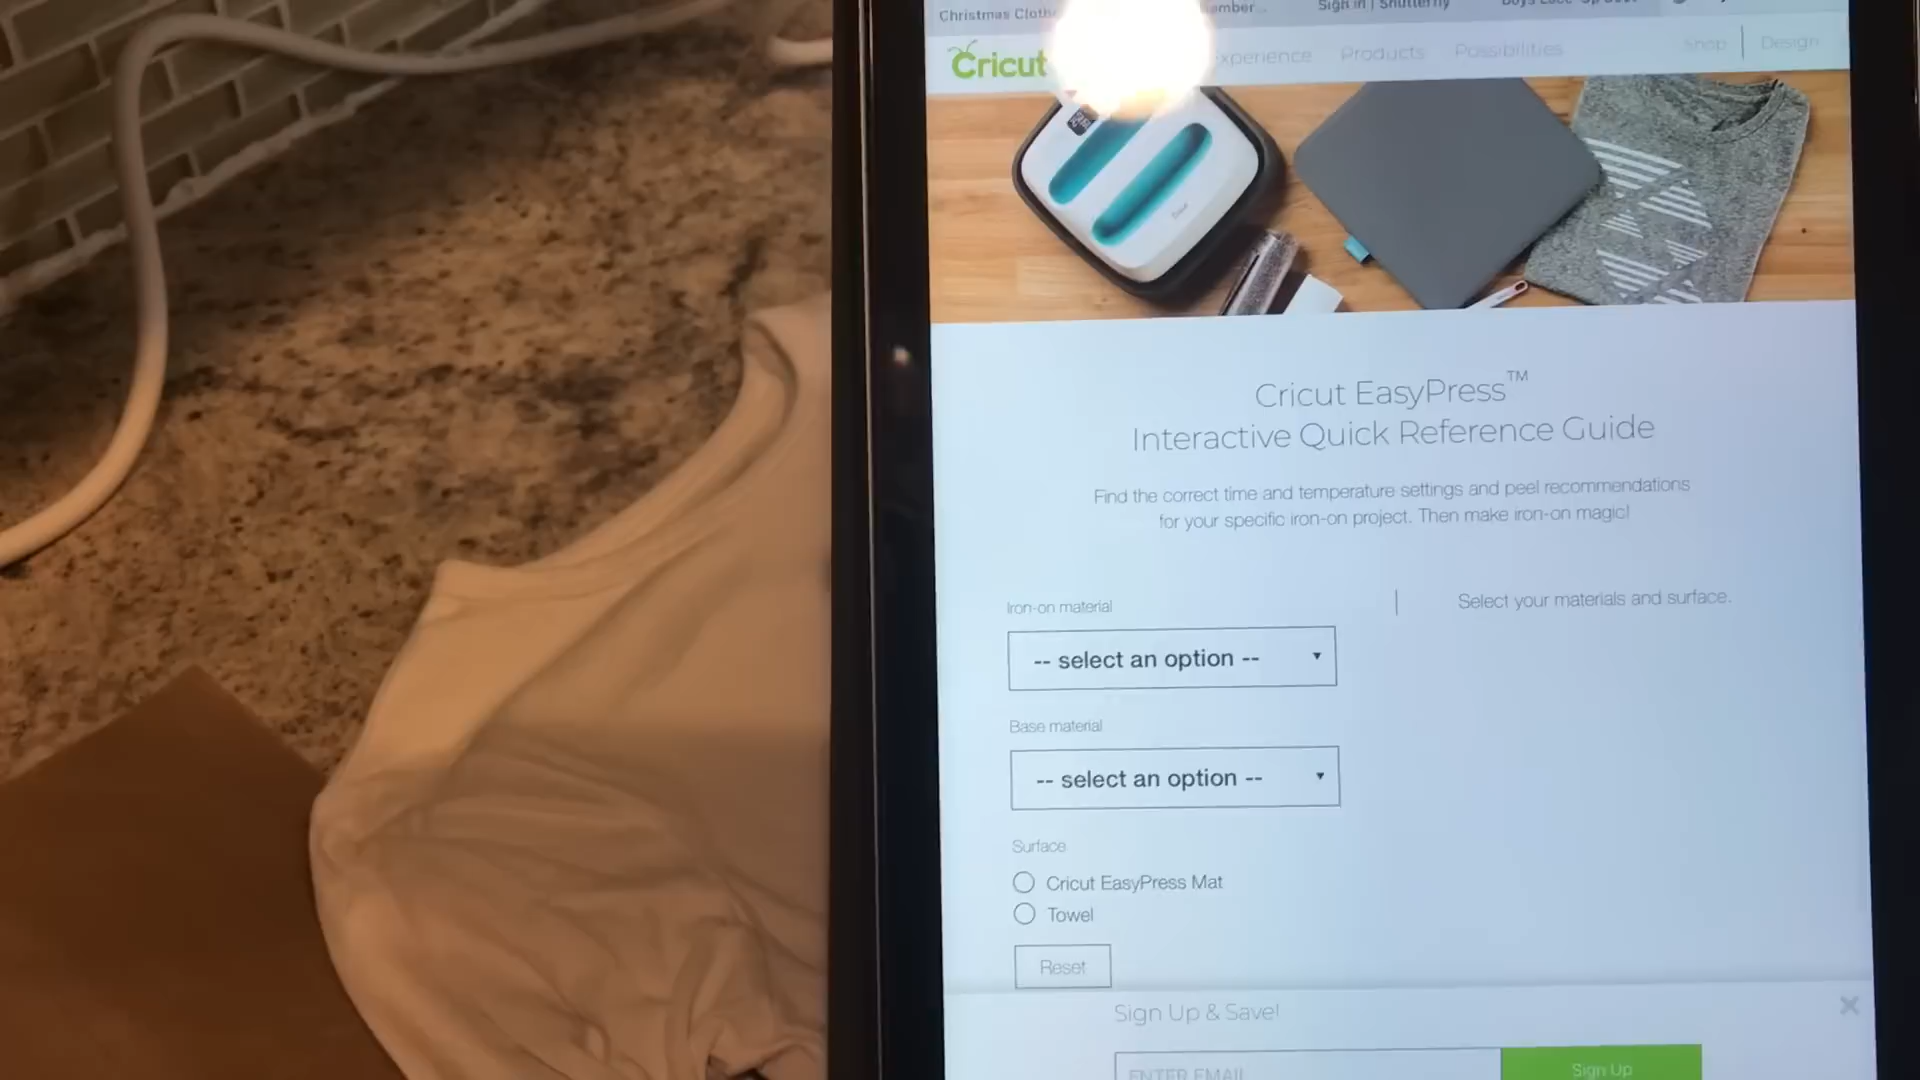 Christmas Cloth
Sign in | Shutterfly
Cricut
xperience Products Possibilities Shop Design
Cricut EasyPress™
Interactive Quick Reference Guide
Find the correct time and temperature settings and peel recommendations
for your specific iron-on project. Then make iron-on magic!
Iron-on material
Select your materials and surface.
-- select an option --
Base material
-- select an option --
Surface
Cricut EasyPress Mat
Towel
Reset
Sign Up & Save!
ENTER EMAIL
Sign Up